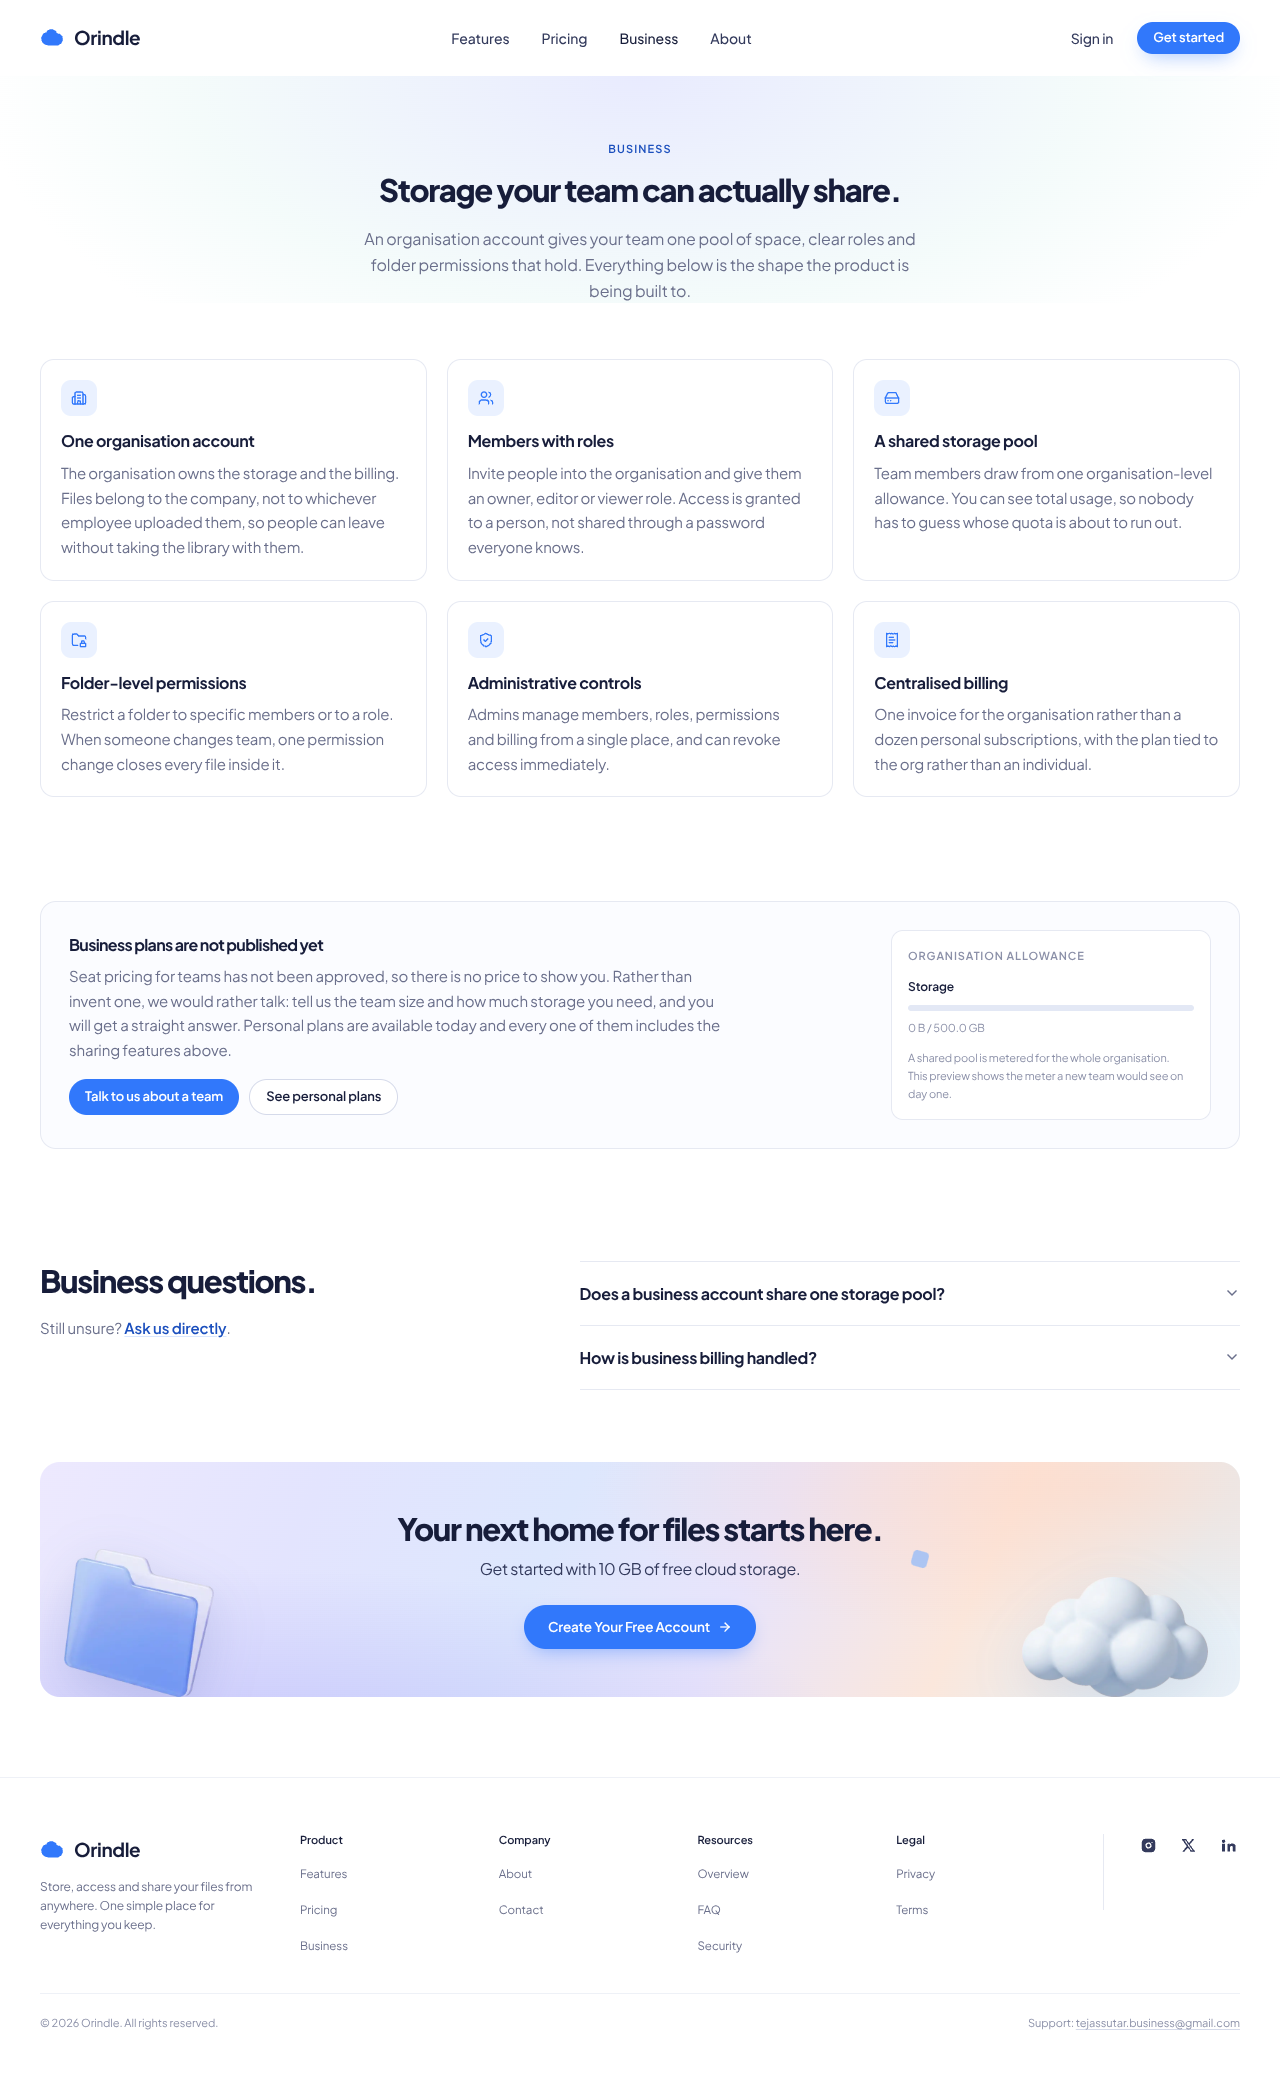 Orindle
Features
Pricing
Business
About
Sign in
Get started
BUSINESS
Storage your team can actually share.
An organisation account gives your team one pool of space, clear roles and
folder permissions that hold. Everything below is the shape the product is
being built to.
One organisation account
The organisation owns the storage and the billing.
Files belong to the company, not to whichever
employee uploaded them, so people can leave
without taking the library with them.
Members with roles
Invite people into the organisation and give them
an owner, editor or viewer role. Access is granted
to a person, not shared through a password
everyone knows.
A shared storage pool
Team members draw from one organisation-level
allowance. You can see total usage, so nobody
has to guess whose quota is about to run out.
Folder-level permissions
Restrict a folder to specific members or to a role.
When someone changes team, one permission
change closes every file inside it.
Administrative controls
Admins manage members, roles, permissions
and billing from a single place, and can revoke
access immediately.
Centralised billing
One invoice for the organisation rather than a
dozen personal subscriptions, with the plan tied to
the org rather than an individual.
Business plans are not published yet
Seat pricing for teams has not been approved, so there is no price to show you. Rather than
invent one, we would rather talk: tell us the team size and how much storage you need, and you
will get a straight answer. Personal plans are available today and every one of them includes the
sharing features above.
Talk to us about a team
See personal plans
ORGANISATION ALLOWANCE
Storage
0 B / 500.0 GB
A shared pool is metered for the whole organisation.
This preview shows the meter a new team would see on
day one.
Business questions.
Still unsure? Ask us directly.
Does a business account share one storage pool?
How is business billing handled?
Your next home for files starts here.
Get started with 10 GB of free cloud storage.
Create Your Free Account
Orindle
Store, access and share your files from
anywhere. One simple place for
everything you keep.
Product
Features
Pricing
Business
Company
About
Contact
Resources
Overview
FAQ
Security
Legal
Privacy
Terms
© 2026 Orindle. All rights reserved.
Support: tejassutar.business@gmail.com